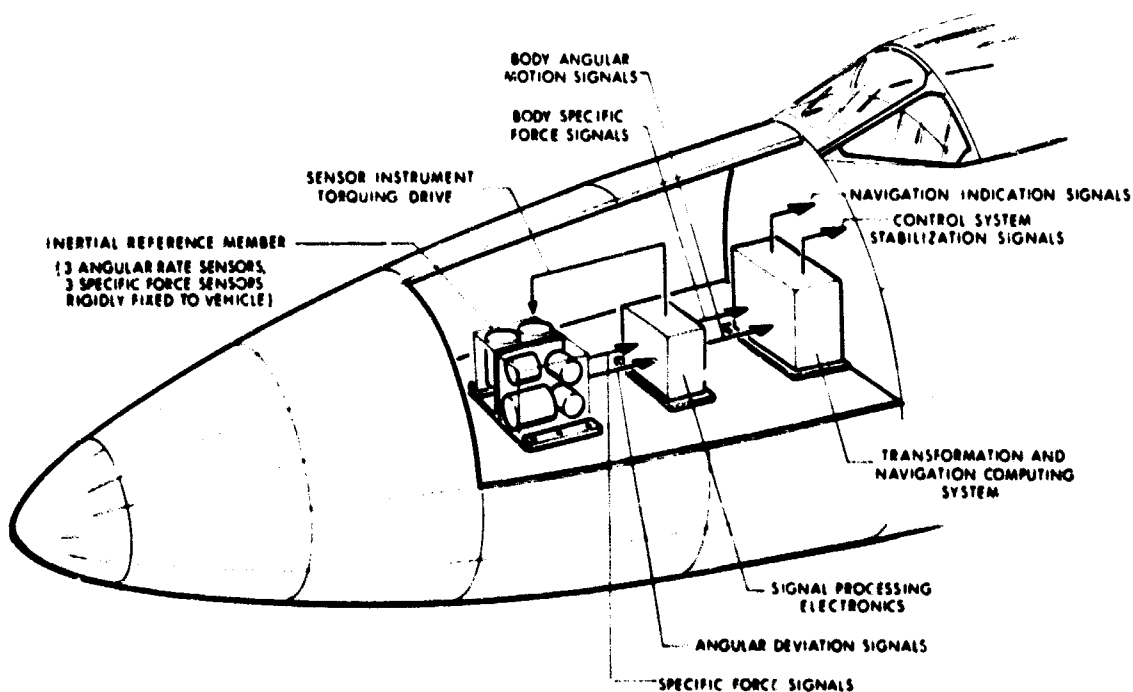 BODY ANGULAR
MOTION SIGNALS
BODY SPECIFIC
FORCE SIGNALS
SENSOR INSTRUMENT
TORQUING DRIVE
NAVIGATION INDICATION SIGNALS
CONTROL SYSTEM
STABILIZATION SIGNALS
INERTIAL REFERENCE MEMBER
(3 ANGULAR RATE SENSORS,
3 SPECIFIC FORCE SENSORS
RIGIDLY FIXED TO VEHICLE)
TRANSFORMATION AND
NAVIGATION COMPUTING
SYSTEM
SIGNAL PROCESSING
ELECTRONICS
ANGULAR DEVIATION SIGNALS
SPECIFIC FORCE SIGNALS